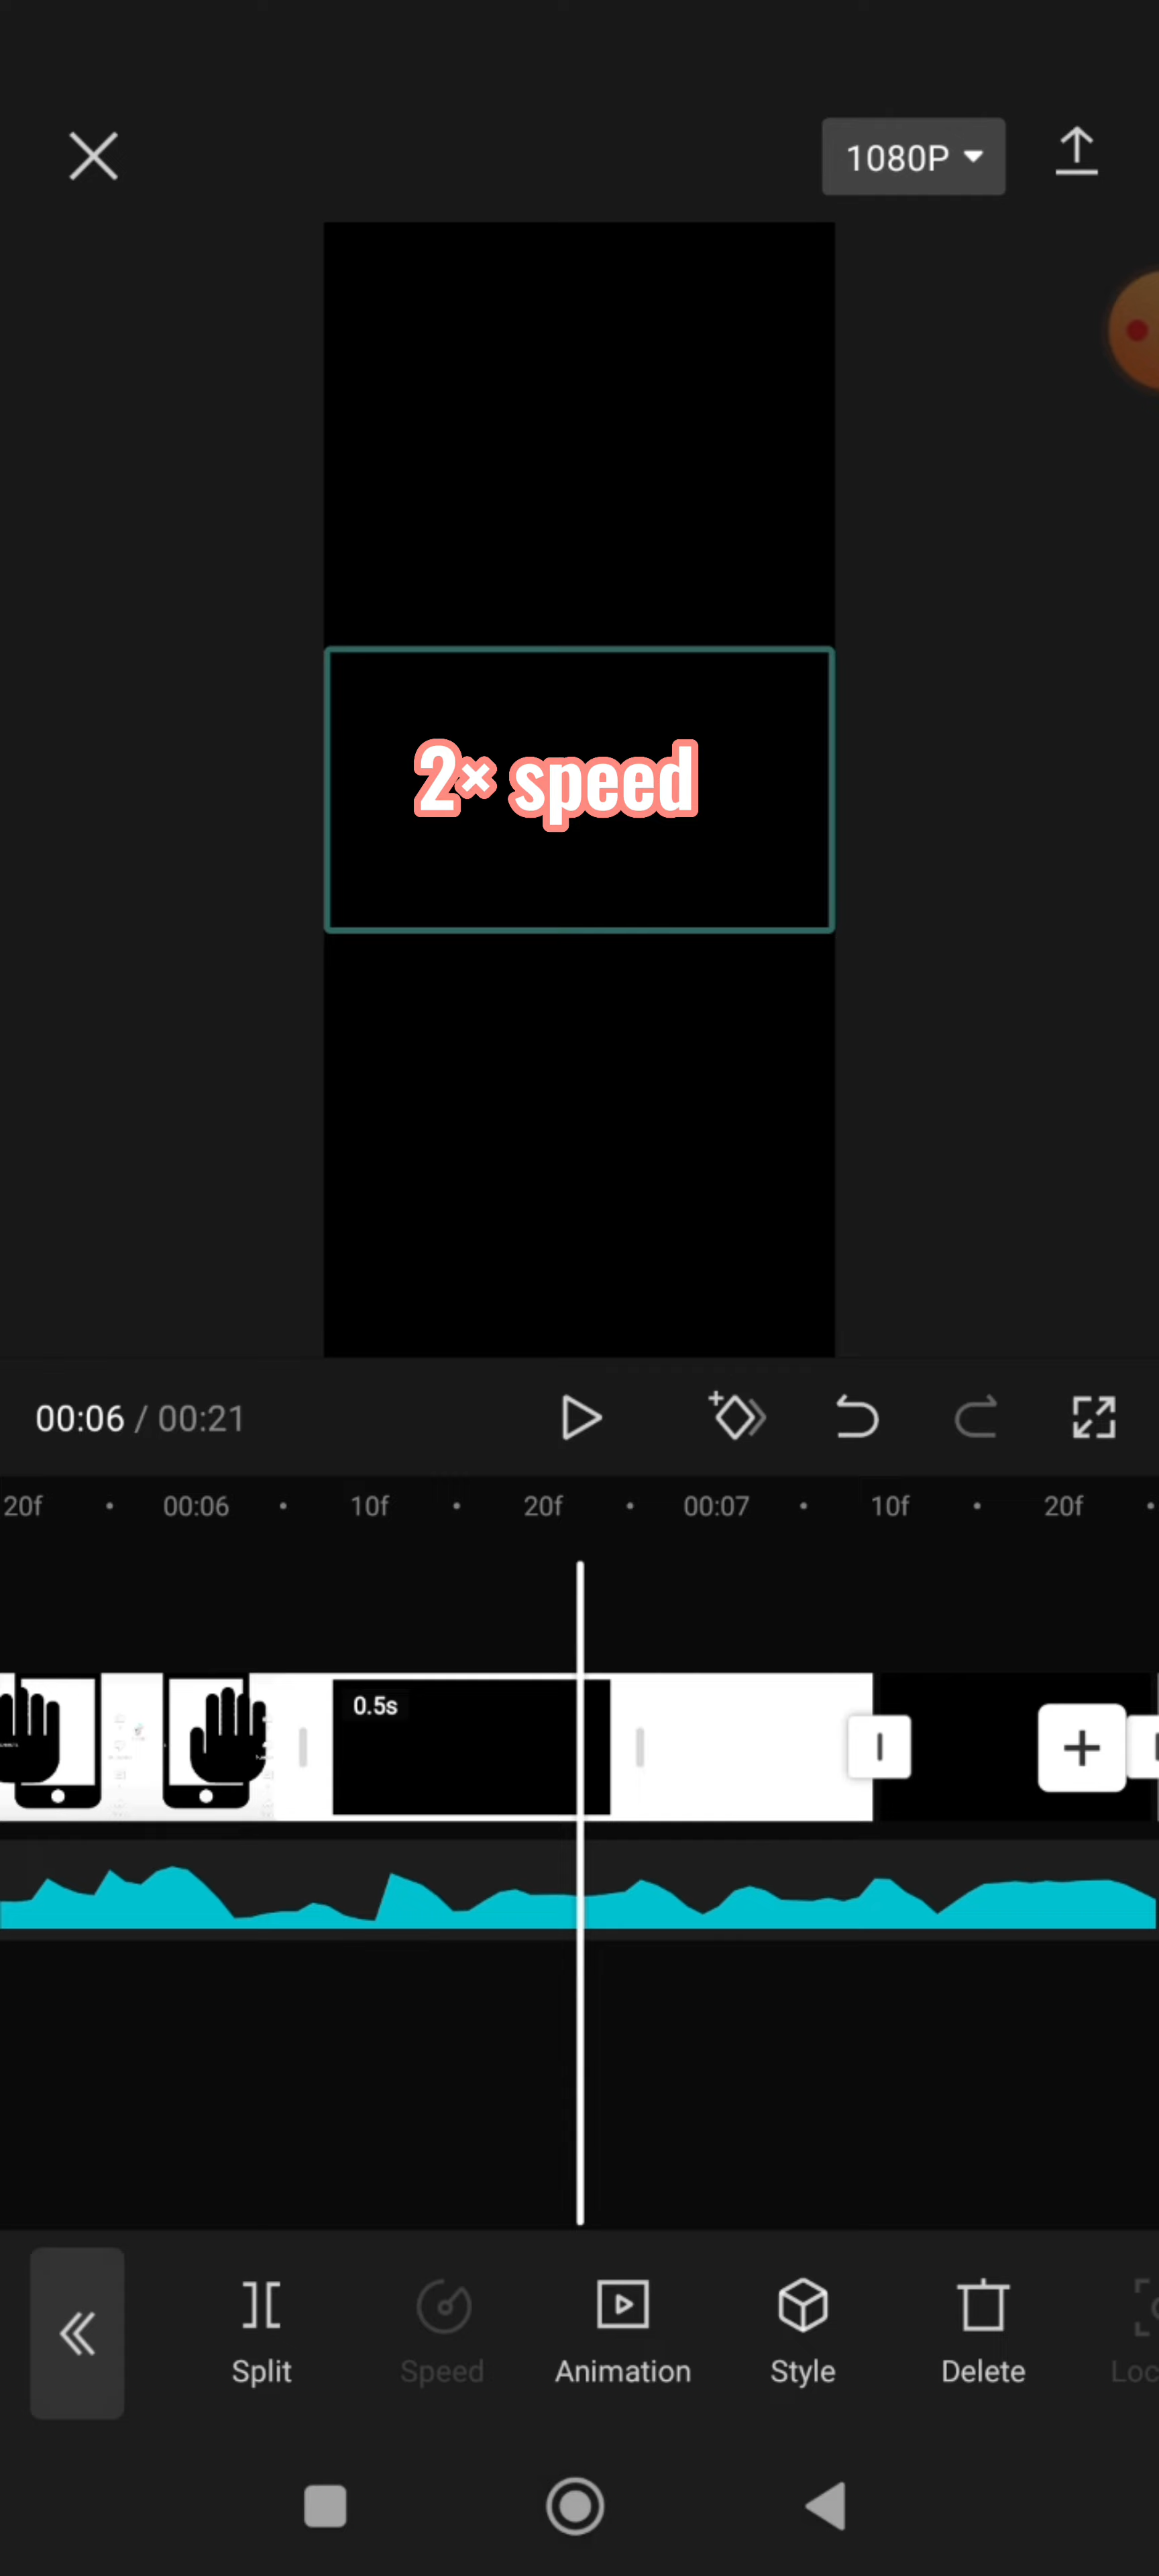 1080P
2× speed
00:06 / 00:21
20f 00:06 10f 20f 00:07 10f 20f
0.5s
Split Speed Animation Style Delete Loc